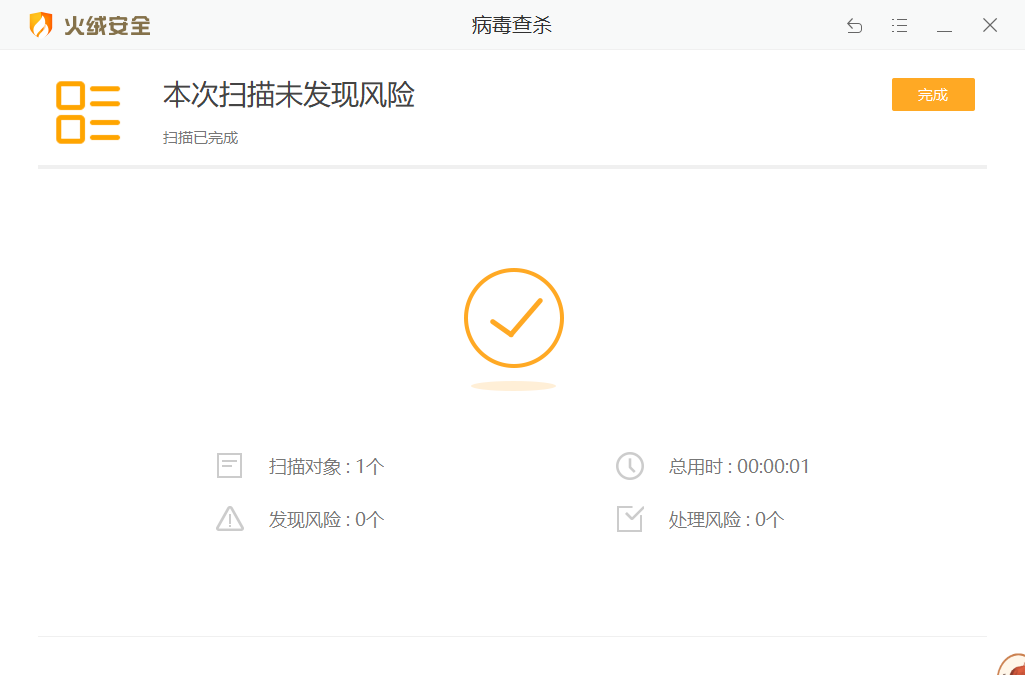 火绒安全
病毒查杀
本次扫描未发现风险
完成
扫描已完成
扫描对象 : 1个
总用时 : 00:00:01
发现风险 : 0个
处理风险 : 0个